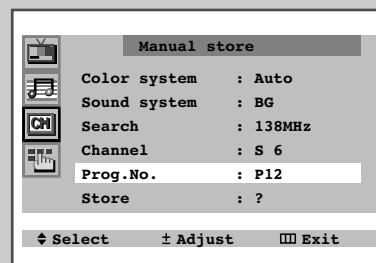 Manual store
Color system : Auto
Sound system : BG
CH Search : 138MHz
Channel : S 6
Prog.No. : P12
Store : ?
Select ± Adjust Exit